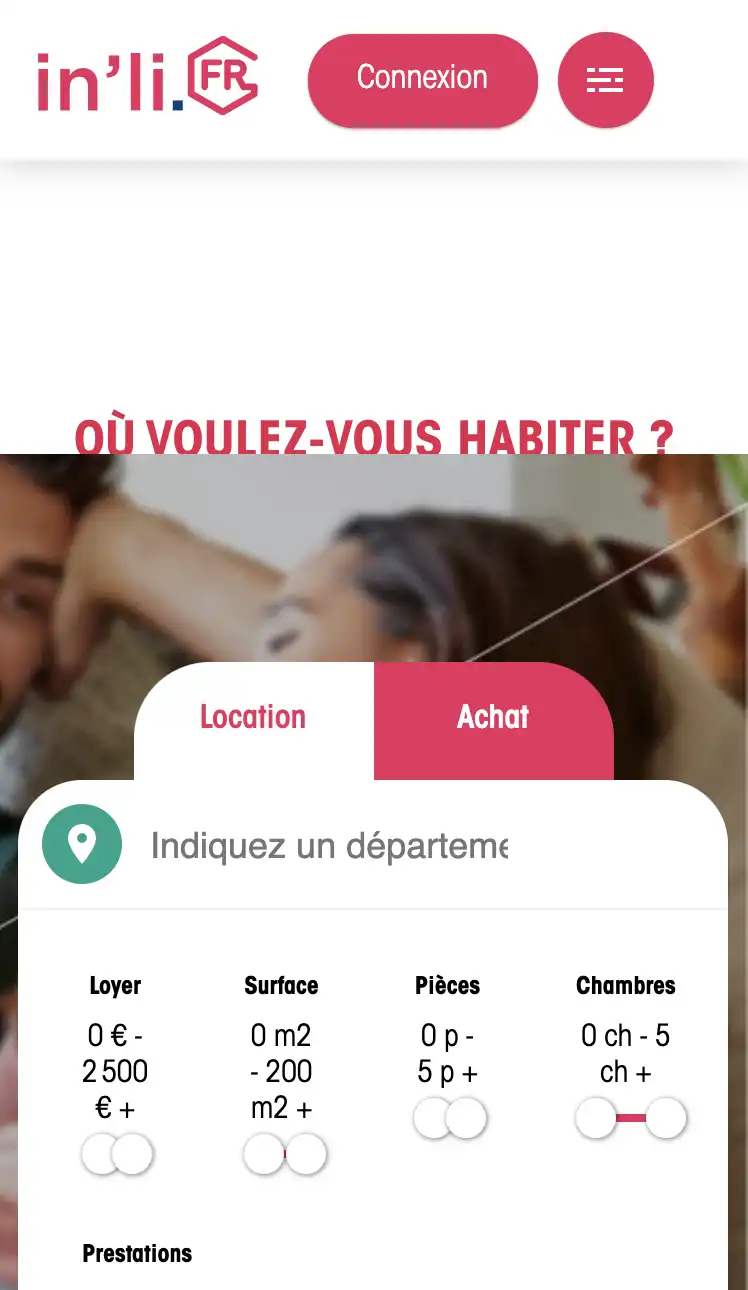 in'li. FR
Connexion
OÙ VOULEZ-VOUS HABITER ?
Location
Achat
Indiquez un départeme
Loyer
0 € -
2 500
€ +
Surface
0 m2
- 200
m2 +
Pièces
0 p -
5 p +
Chambres
0 ch - 5
ch +
Prestations